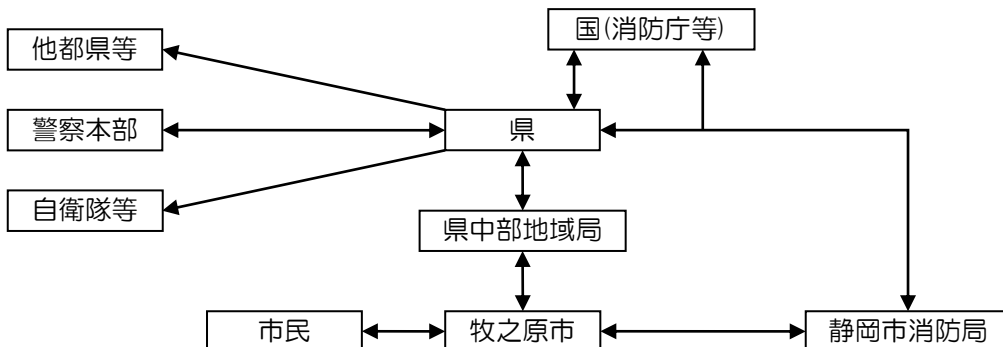 国(消防庁等)
他都県等
警察本部
県
自衛隊等
県中部地域局
市民
牧之原市
静岡市消防局